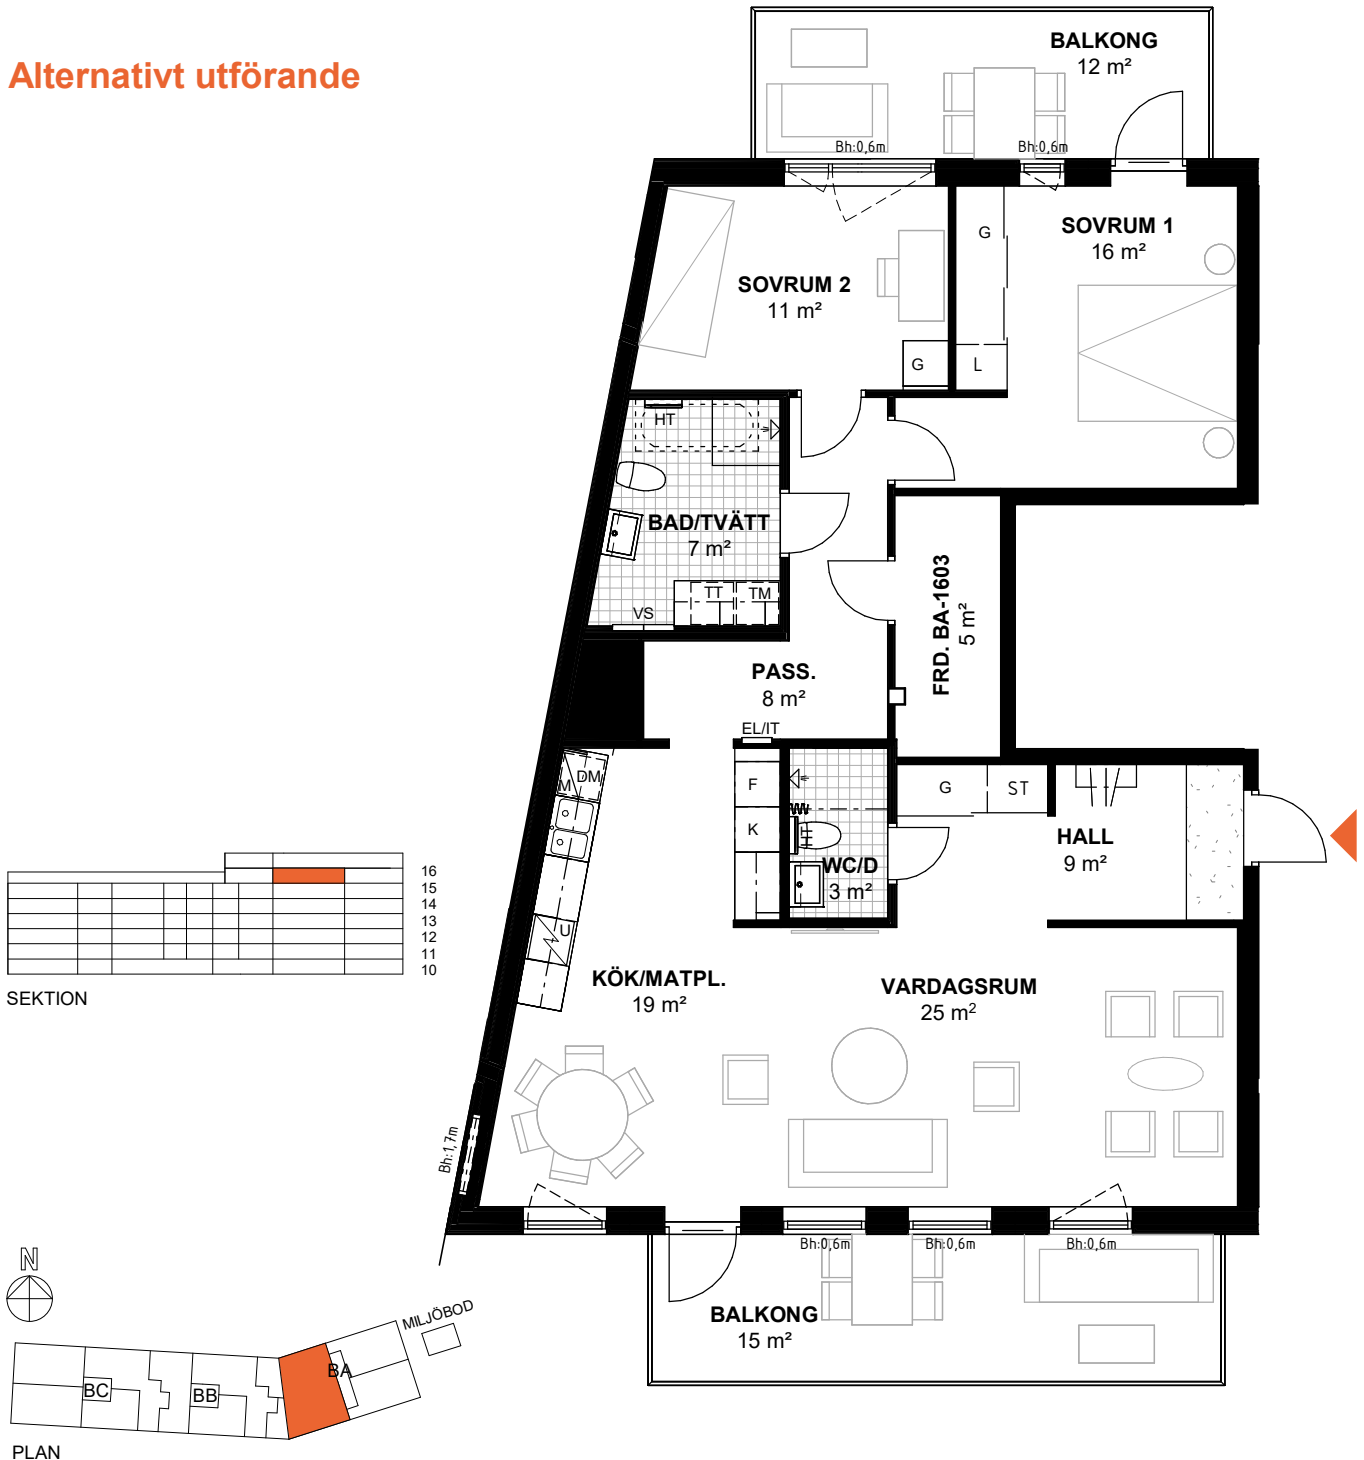 Alternativt utförande
BALKONG
12 m²
Bh:0,6m
Bh:0,6m
SOVRUM 1
16 m²
G
SOVRUM 2
11 m²
G
L
HT
BAD/TVÄTT
7 m²
TT
TM
VS
FRD. BA-1603
5 m²
PASS.
8 m²
EL/IT
DM
M
F
K
G
ST
HT
WC/D
3 m²
HALL
9 m²
U
KÖK/MATPL.
19 m²
VARDAGSRUM
25 m²
16
15
14
13
12
11
10
SEKTION
Bh:1,7m
Bh:0,6m
Bh:0,6m
Bh:0,6m
BALKONG
15 m²
N
MILJÖBOD
BA
BB
BC
PLAN